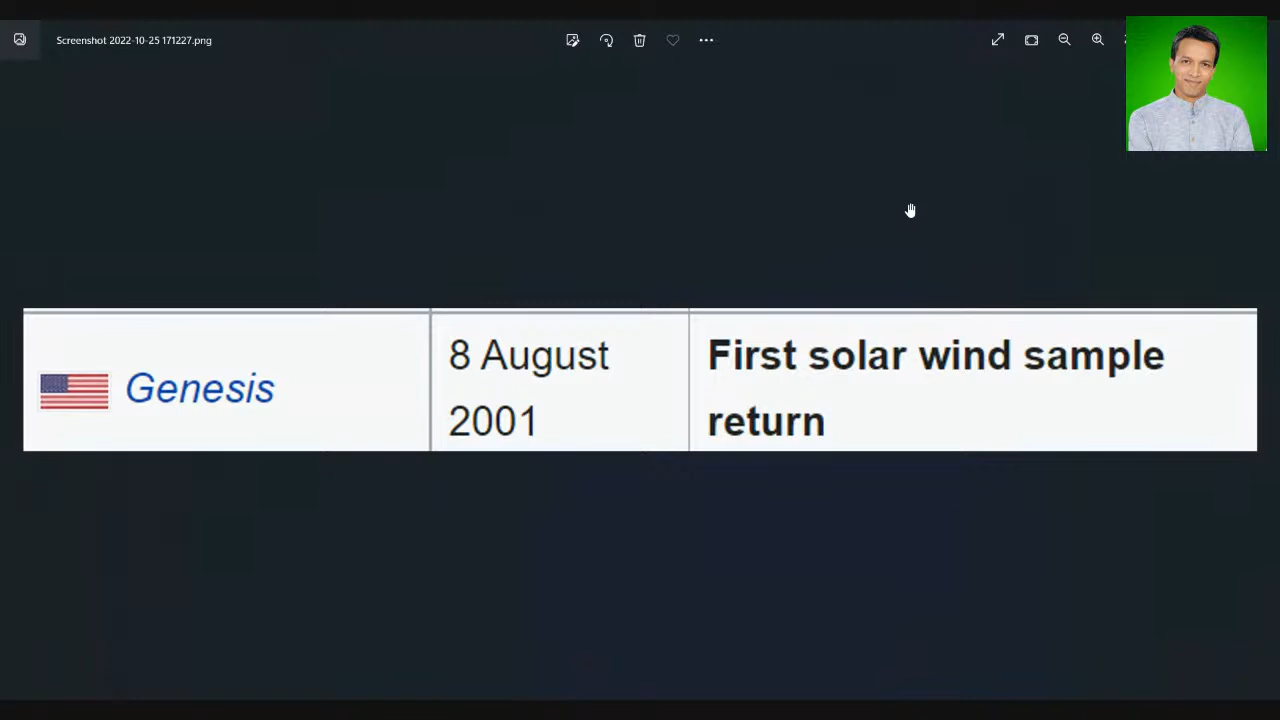 Screenshot 2022-10-25 171227.png
Genesis
8 August
2001
First solar wind sample
return